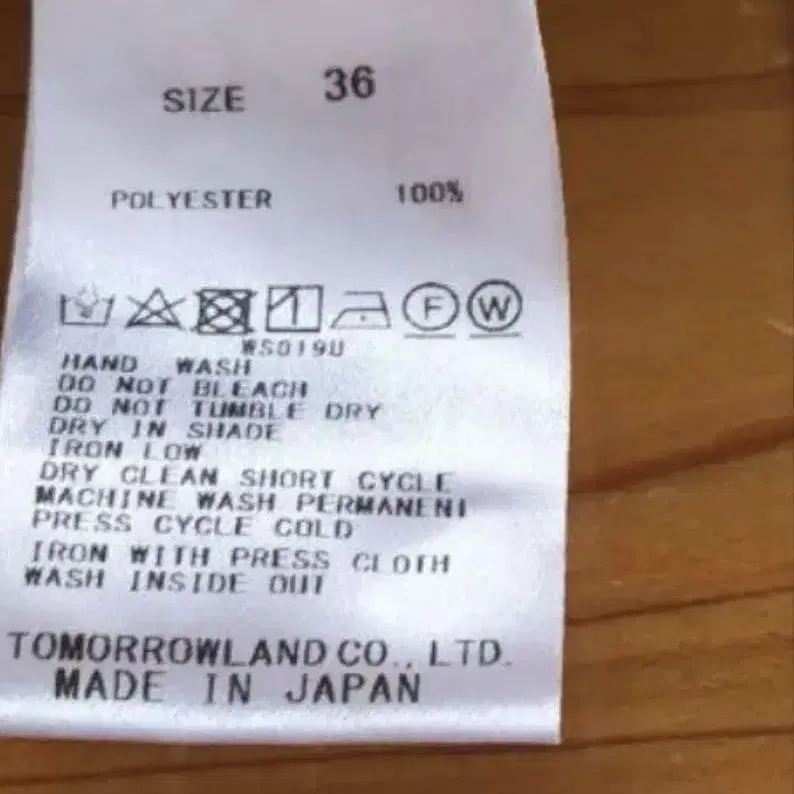 SIZE 36
POLYESTER 100%
F W
WS019U
HAND WASH
DO NOT BLEACH
DO NOT TUMBLE DRY
DRY IN SHADE
IRON LOW
DRY CLEAN SHORT CYCLE
MACHINE WASH PERMANENT
PRESS CYCLE COLD
IRON WITH PRESS CLOTH
WASH INSIDE OUT
TOMORROWLAND CO., LTD.
MADE IN JAPAN